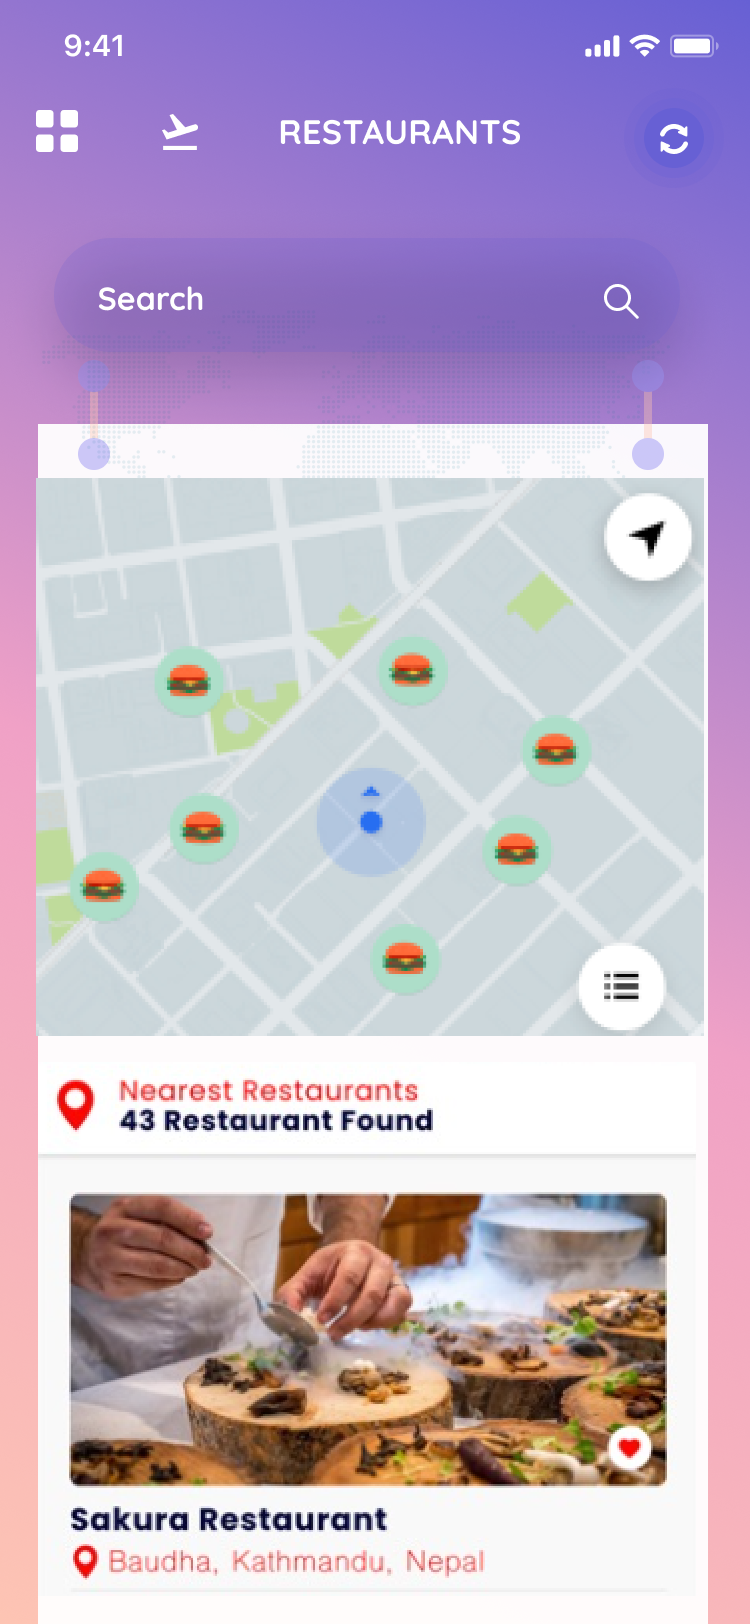 9:41
RESTAURANTS
Search
Nearest Restaurants
43 Restaurant Found
Sakura Restaurant
Baudha, Kathmandu, Nepal